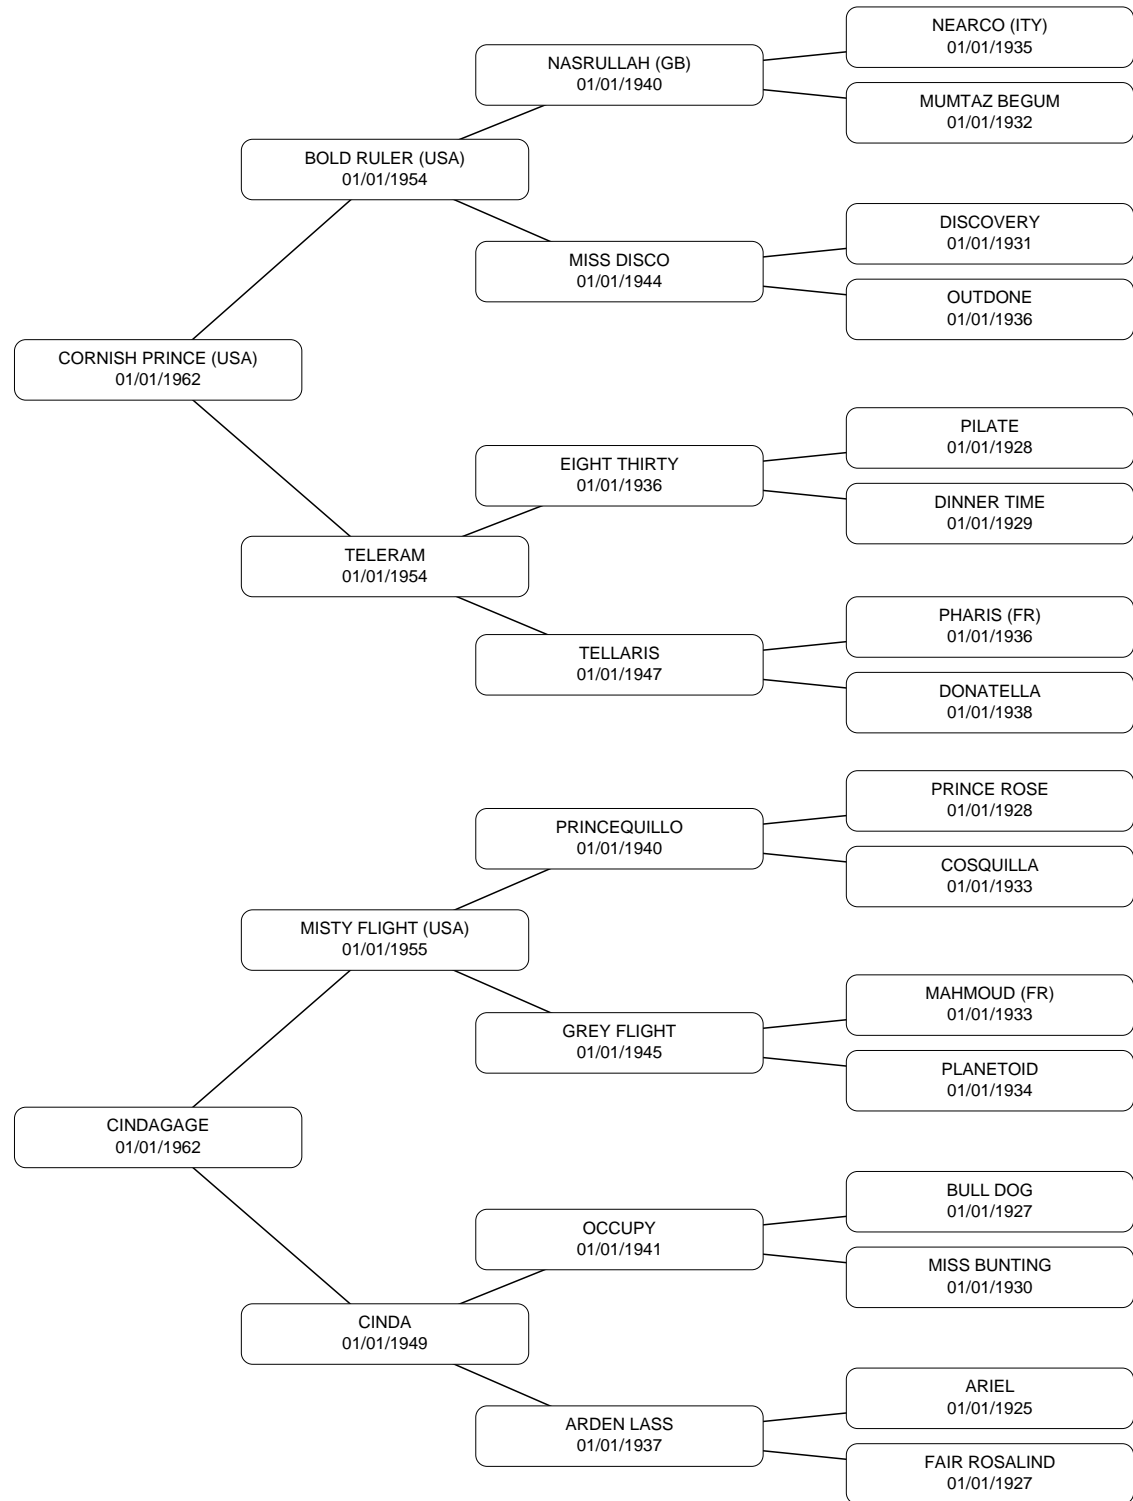 NEARCO (ITY)
01/01/1935
NASRULLAH (GB)
01/01/1940
MUMTAZ BEGUM
01/01/1932
BOLD RULER (USA)
01/01/1954
DISCOVERY
01/01/1931
MISS DISCO
01/01/1944
OUTDONE
01/01/1936
CORNISH PRINCE (USA)
01/01/1962
PILATE
01/01/1928
EIGHT THIRTY
01/01/1936
DINNER TIME
01/01/1929
TELERAM
01/01/1954
PHARIS (FR)
01/01/1936
TELLARIS
01/01/1947
DONATELLA
01/01/1938
PRINCE ROSE
01/01/1928
PRINCEQUILLO
01/01/1940
COSQUILLA
01/01/1933
MISTY FLIGHT (USA)
01/01/1955
MAHMOUD (FR)
01/01/1933
GREY FLIGHT
01/01/1945
PLANETOID
01/01/1934
CINDAGAGE
01/01/1962
BULL DOG
01/01/1927
OCCUPY
01/01/1941
MISS BUNTING
01/01/1930
CINDA
01/01/1949
ARIEL
01/01/1925
ARDEN LASS
01/01/1937
FAIR ROSALIND
01/01/1927